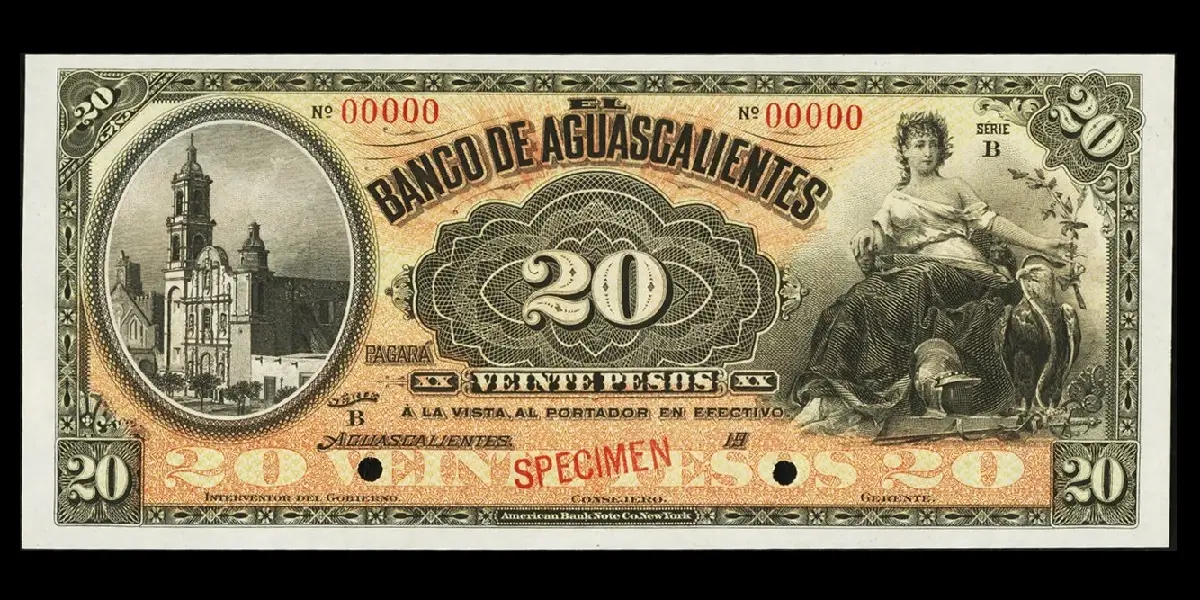 20
Nº 00000
EL
Nº 00000
20
BANCO DE AGUASCALIENTES
SERIE
B
20
PAGARÁ
XX VEINTE PESOS XX
SERIE
B
Á LA VISTA, AL PORTADOR EN EFECTIVO.
AGUASCALIENTES. 19
20
20 VEINTE PESOS 20
SPECIMEN
20
INTERVENTOR DEL GOBIERNO.
CONSEJERO.
GERENTE.
American Bank Note Co. New York